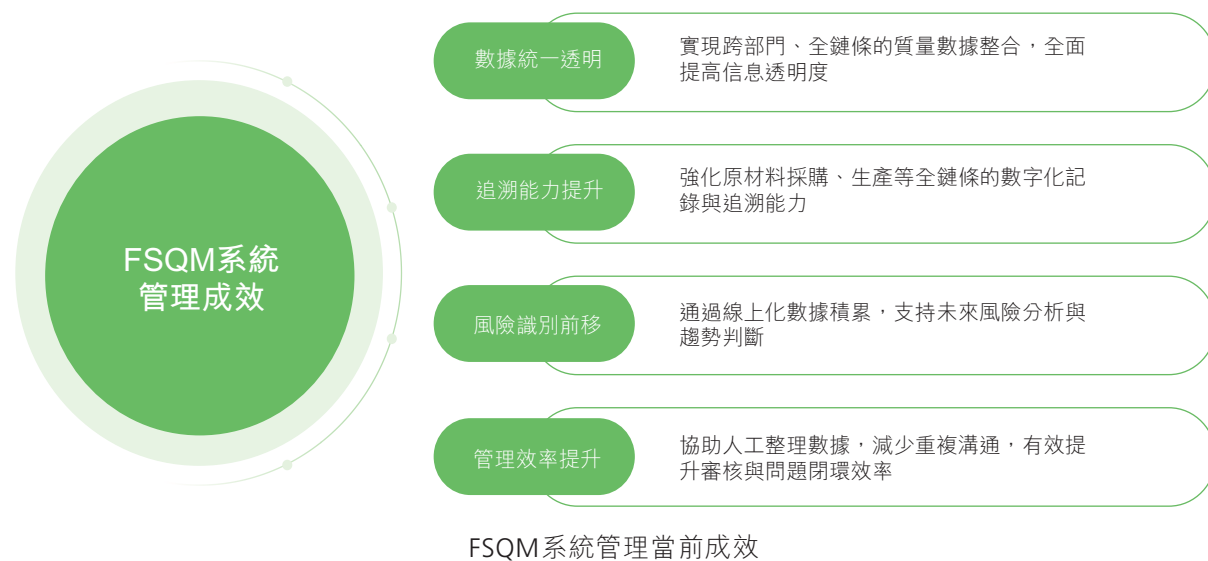 FSQM系統
管理成效
數據統一透明
實現跨部門、全鏈條的質量數據整合，全面
提高信息透明度
追溯能力提升
強化原材料採購、生產等全鏈條的數字化記
錄與追溯能力
風險識別前移
通過線上化數據積累，支持未來風險分析與
趨勢判斷
管理效率提升
協助人工整理數據，減少重複溝通，有效提
升審核與問題閉環效率
FSQM系統管理當前成效